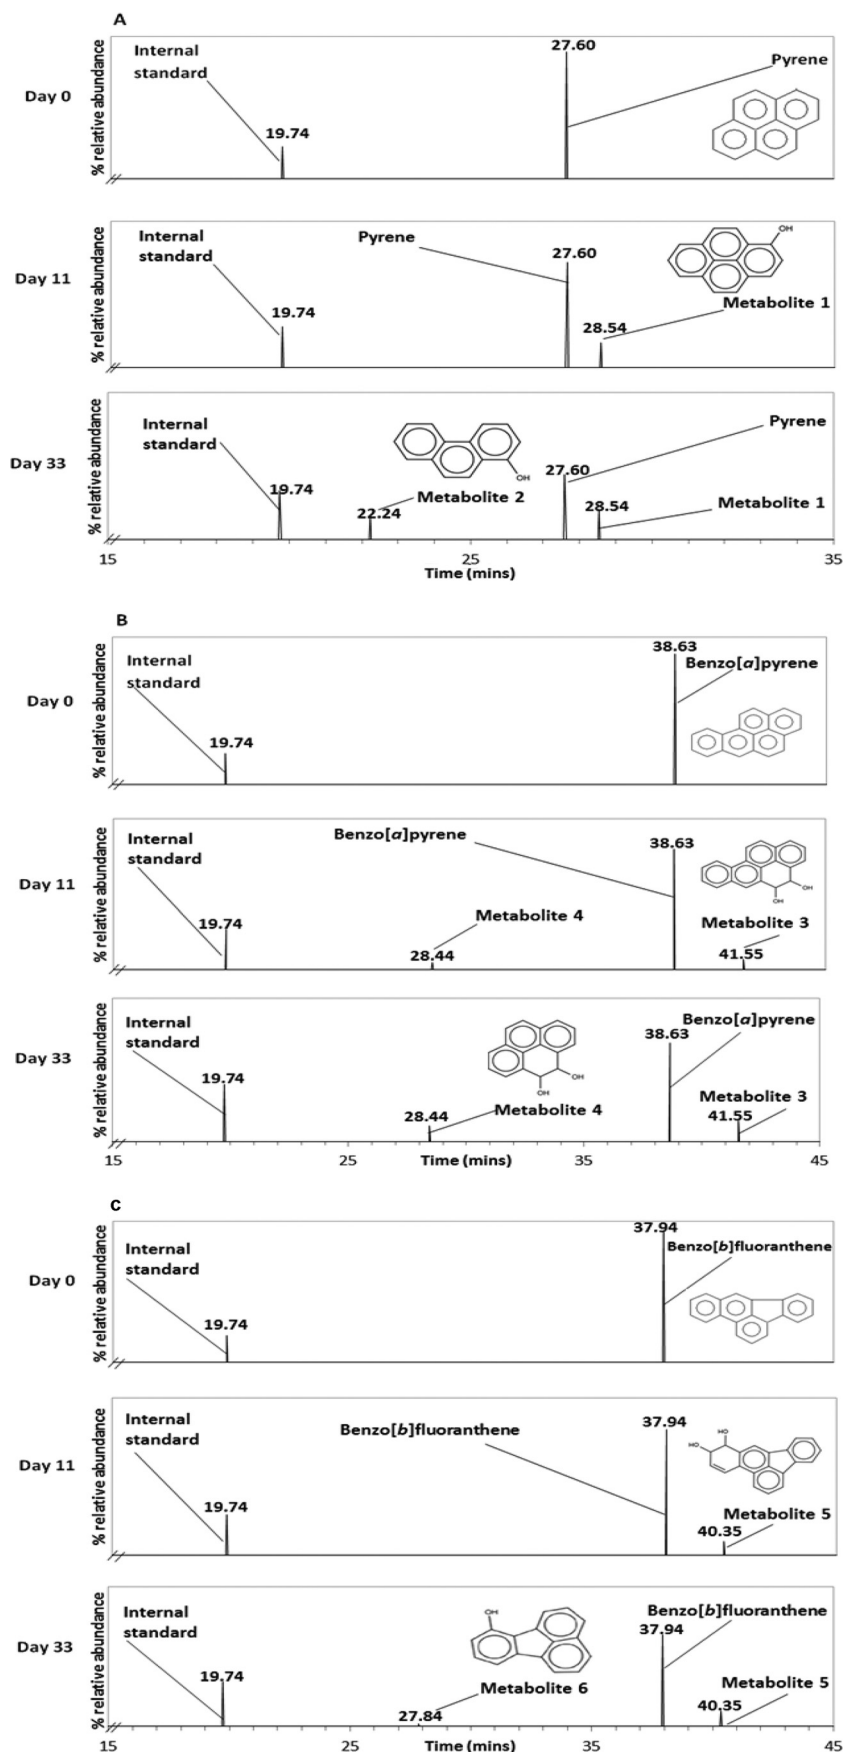 A
Day 0
% relative abundance
Internal
standard
19.74
27.60
Pyrene
Day 11
% relative abundance
Internal
standard
19.74
Pyrene
27.60
28.54
OH
Metabolite 1
Day 33
% relative abundance
Internal
standard
19.74
22.24
OH
Metabolite 2
27.60
28.54
Pyrene
Metabolite 1
15
25
35
Time (mins)
B
Day 0
% relative abundance
Internal
standard
19.74
38.63
Benzo[a]pyrene
Day 11
% relative abundance
Internal
standard
19.74
Benzo[a]pyrene
Metabolite 4
28.44
38.63
OH
OH
Metabolite 3
41.55
Day 33
% relative abundance
Internal
standard
19.74
28.44
OH
OH
Metabolite 4
38.63
Benzo[a]pyrene
Metabolite 3
41.55
15
25
35
45
Time (mins)
C
Day 0
% relative abundance
Internal
standard
19.74
37.94
Benzo[b]fluoranthene
Day 11
% relative abundance
Internal
standard
19.74
Benzo[b]fluoranthene
37.94
HO
HO
Metabolite 5
40.35
Day 33
% relative abundance
Internal
standard
19.74
OH
Metabolite 6
27.84
Benzo[b]fluoranthene
37.94
Metabolite 5
40.35
15
25
35
45
Time (mins)